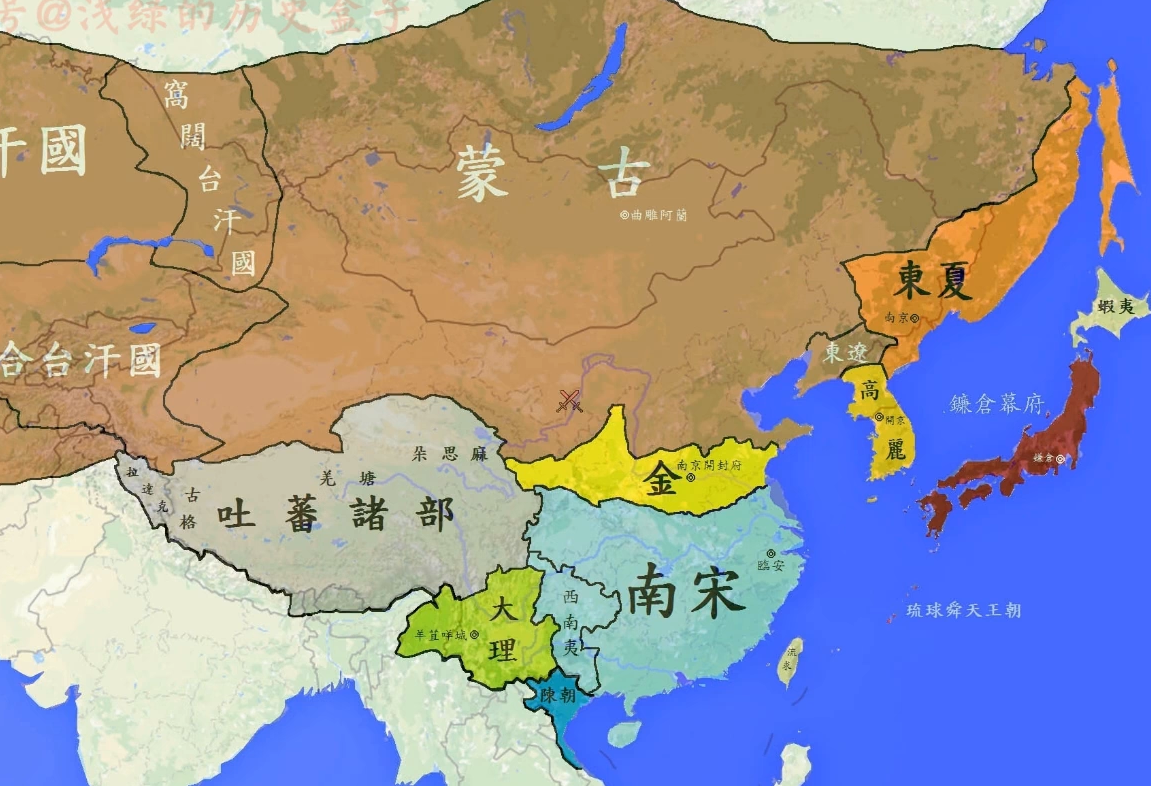 号@浅绿的历史盒子
窩闊台汗國
汗國
蒙古
曲雕阿蘭
東夏
南京
蝦夷
東遼
合台汗國
高麗
開京
鐮倉幕府
鎌倉
朵思麻
羌塘
金
南京開封府
拉達克
古格
吐蕃諸部
臨安
南宋
西南夷
大理
羊苴咩城
琉球舜天王朝
流求
陳朝